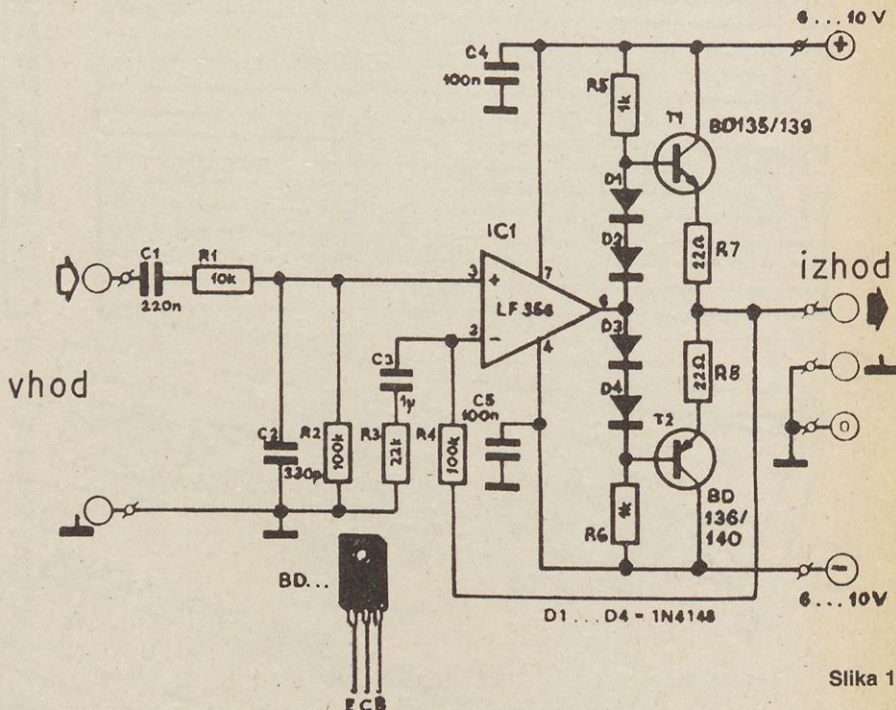 6...10 V
+
C4
100n
R5
1k
T1
BD135/139
D1
IC1
D2
R7
22Ω
C1
R1
10k
220n
3
+
7
LF 356
6
2
−
4
izhod
D3
C3
1µ
D4
R8
22Ω
vhod
C5
100n
C2
330p
R2
100k
R3
22k
R4
100k
T2
0
R6
1k
BD
136/
140
BD...
−
6...10V
D1...D4 = 1N4148
E C B
Slika 1